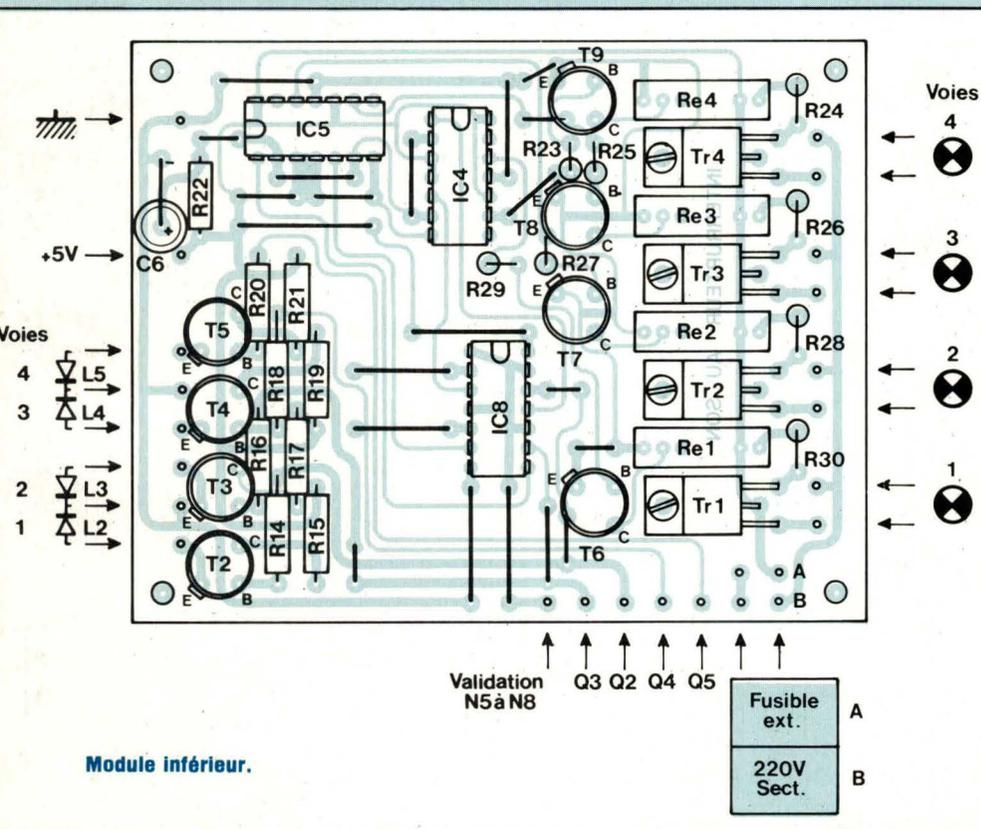 T9
E
B
C
Re4
R24
Voies
4
IC5
IC4
R23
R25
Tr4
R22
-
+
C6
+5V
T8
E
B
C
Re3
R26
3
R29
R27
Tr3
R20
R21
C
T5
E
B
E
B
C
T7
Re2
R28
2
Voies
4
L5
3
L4
R18
R19
C
T4
E
B
IC8
Tr2
R16
R17
Re1
R30
1
2
L3
1
L2
C
T3
E
B
R14
R15
C
T2
E
B
E
B
C
T6
Tr1
A
B
Validation
N5 à N8
Q3 Q2 Q4 Q5
Fusible
ext.
A
220V
Sect.
B
Module inférieur.